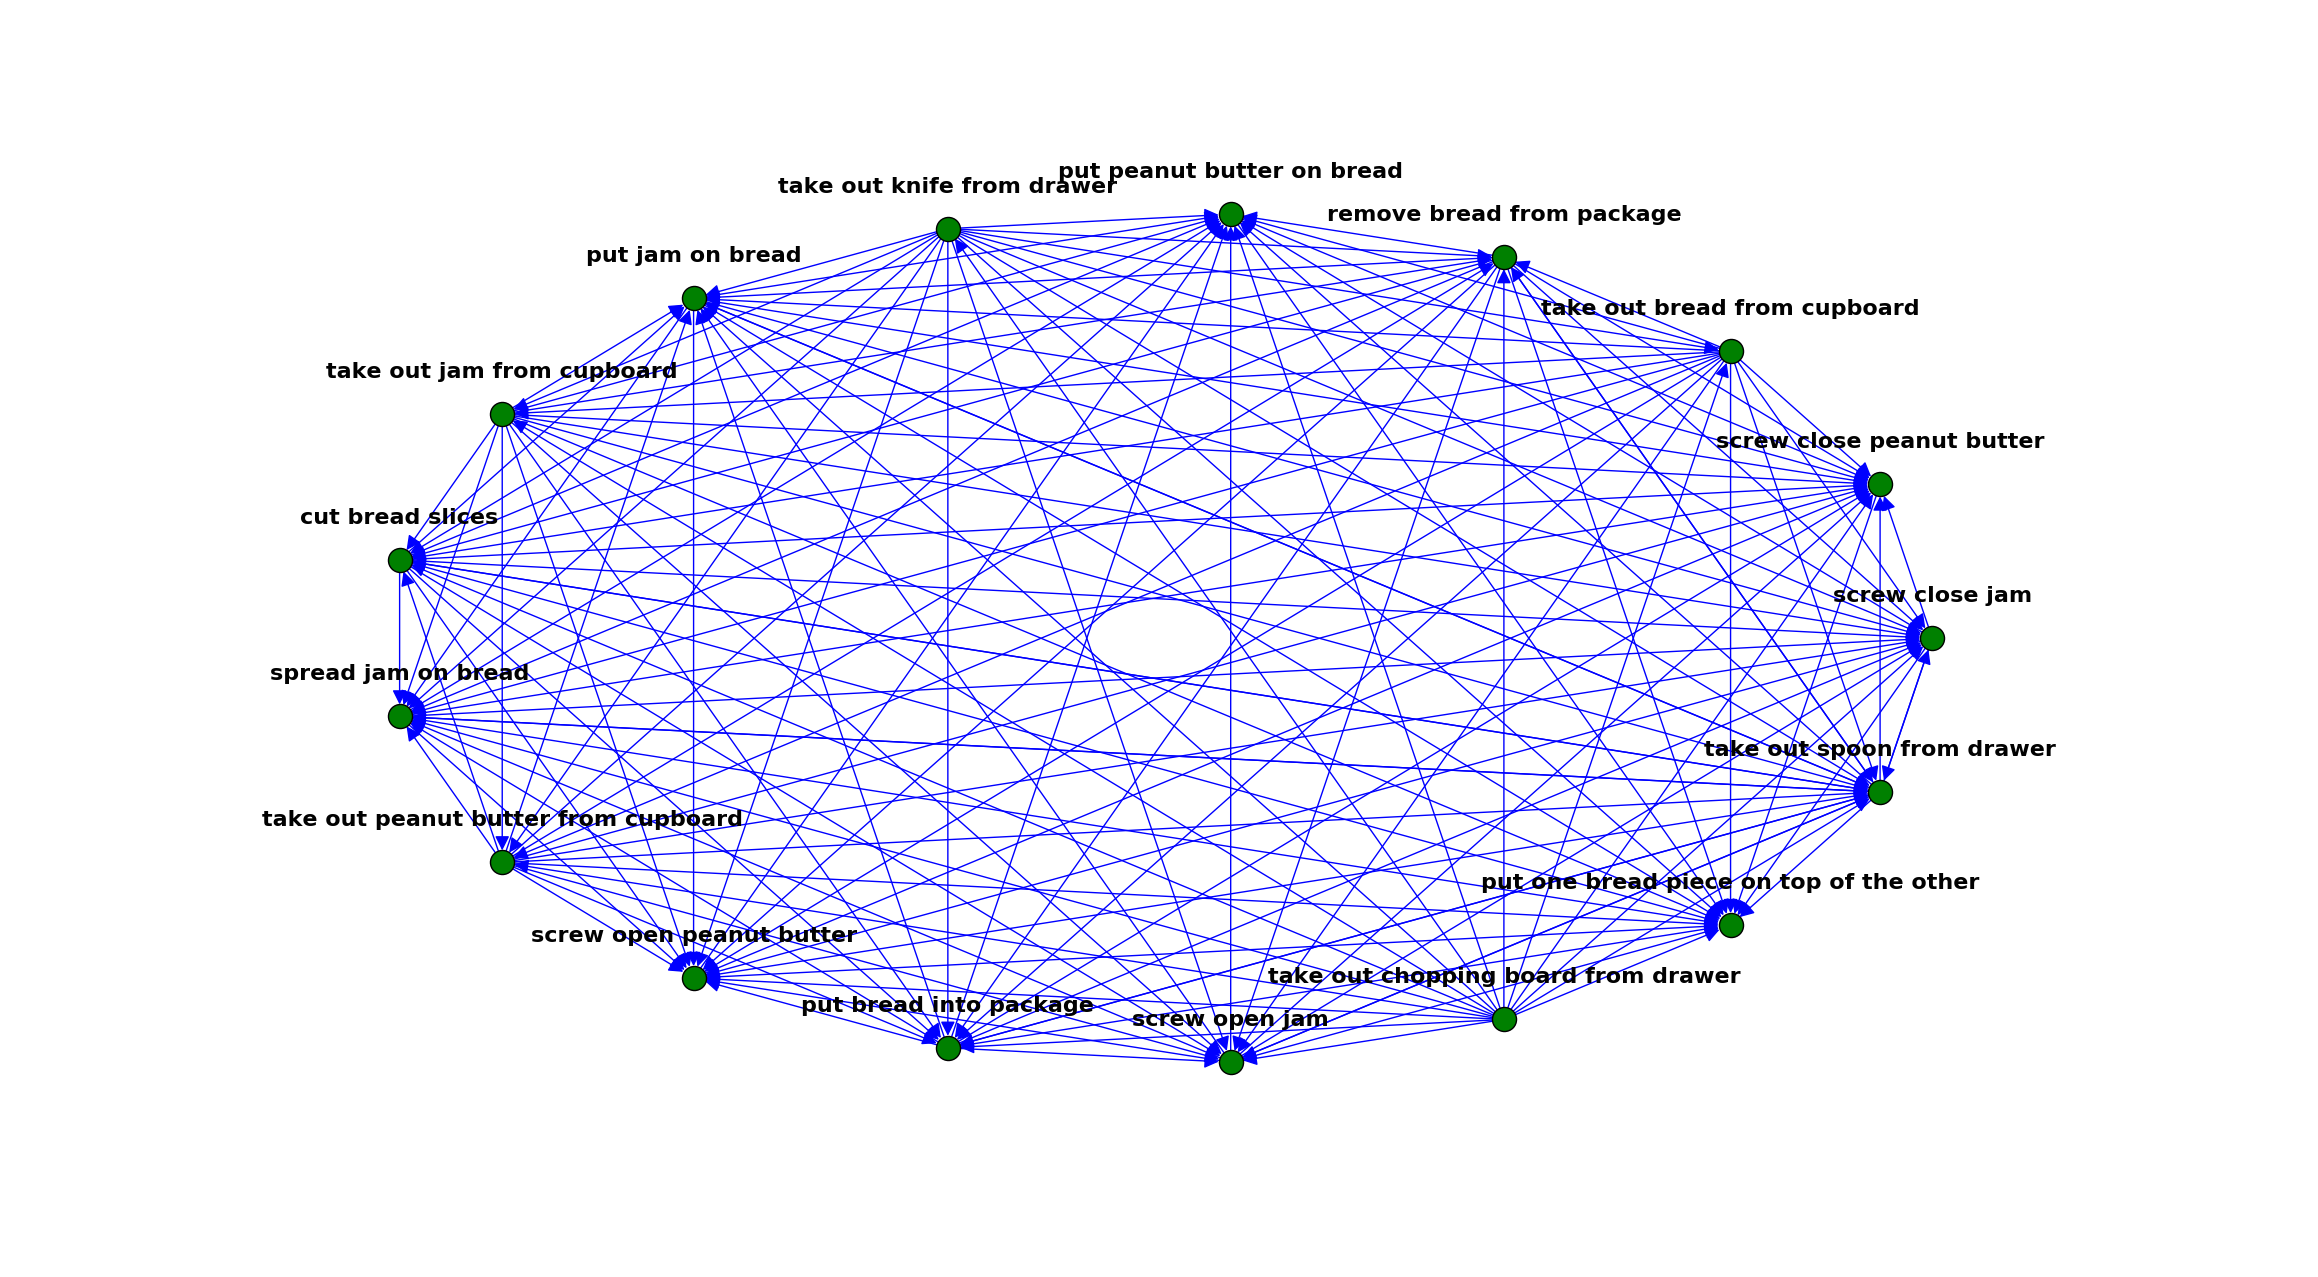 put peanut butter on bread
take out knife from drawer
remove bread from package
put jam on bread
take out bread from cupboard
take out jam from cupboard
screw close peanut butter
cut bread slices
screw close jam
spread jam on bread
take out spoon from drawer
take out peanut butter from cupboard
put one bread piece on top of the other
screw open peanut butter
take out chopping board from drawer
put bread into package
screw open jam